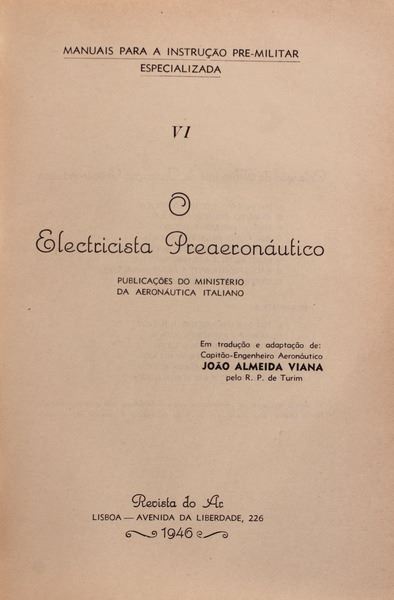 MANUAIS PARA A INSTRUÇÃO PRE-MILITAR
ESPECIALIZADA
VI
O
Electricista Preaeronáutico
PUBLICAÇÕES DO MINISTÉRIO
DA AERONÁUTICA ITALIANO
Em tradução e adaptação de:
Capitão-Engenheiro Aeronáutico
JOÃO ALMEIDA VIANA
pelo R. P. de Turim
Revista do Ar
LISBOA — AVENIDA DA LIBERDADE, 226
1946